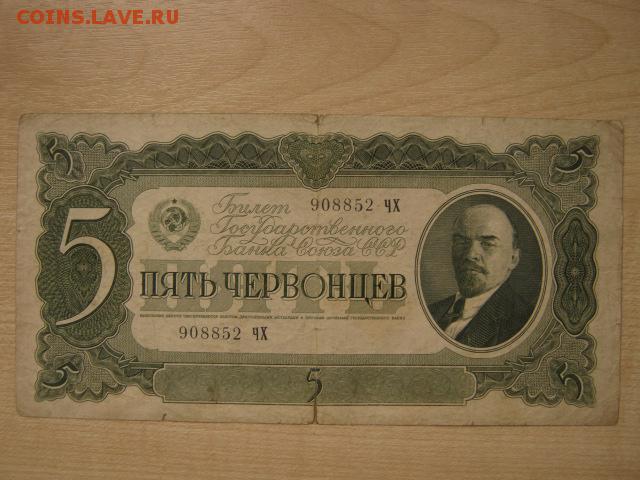 COINS.LAVE.RU
5 5
Билет 908852 ЧХ
Государственного
Банка Союза ССР
5
ПЯТЬ
ПЯТЬ ЧЕРВОНЦЕВ
908852 ЧХ
5 5 5